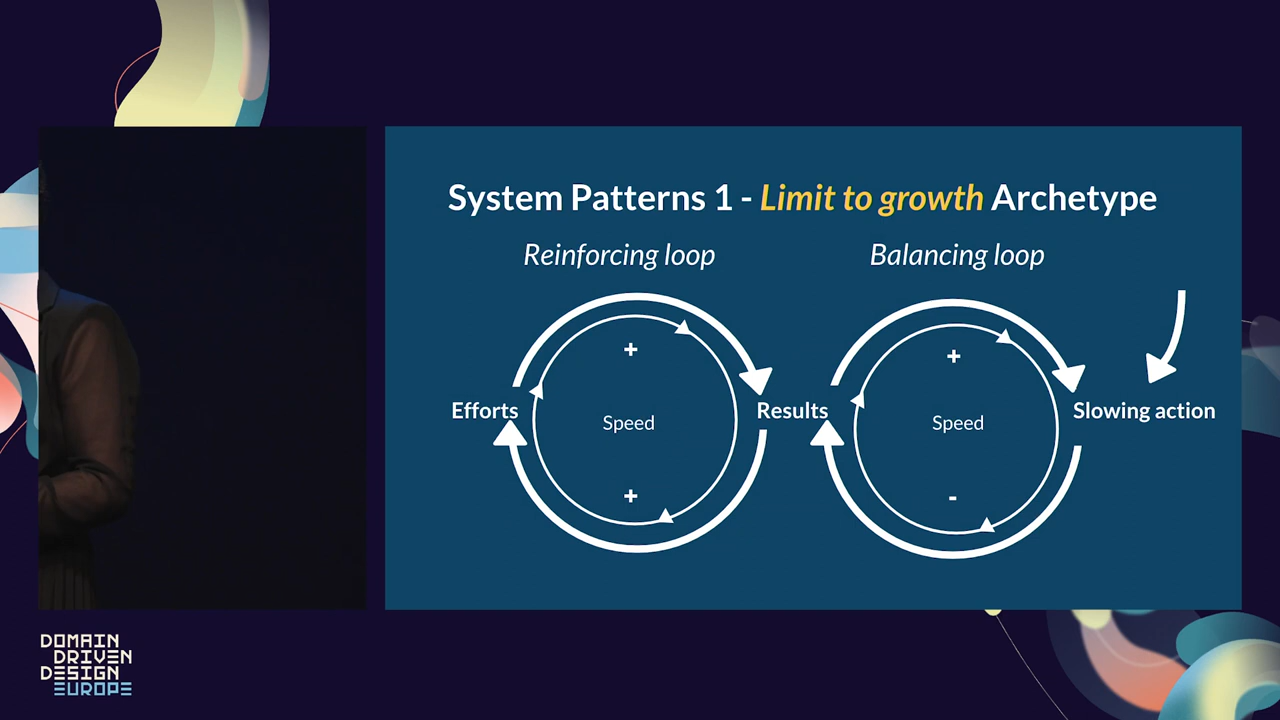 System Patterns 1 - Limit to growth Archetype
Reinforcing loop
Balancing loop
+
+
Efforts
Results
Slowing action
Speed
Speed
+
-
DOMAIN
DRIVEN
DESIGN
EUROPE